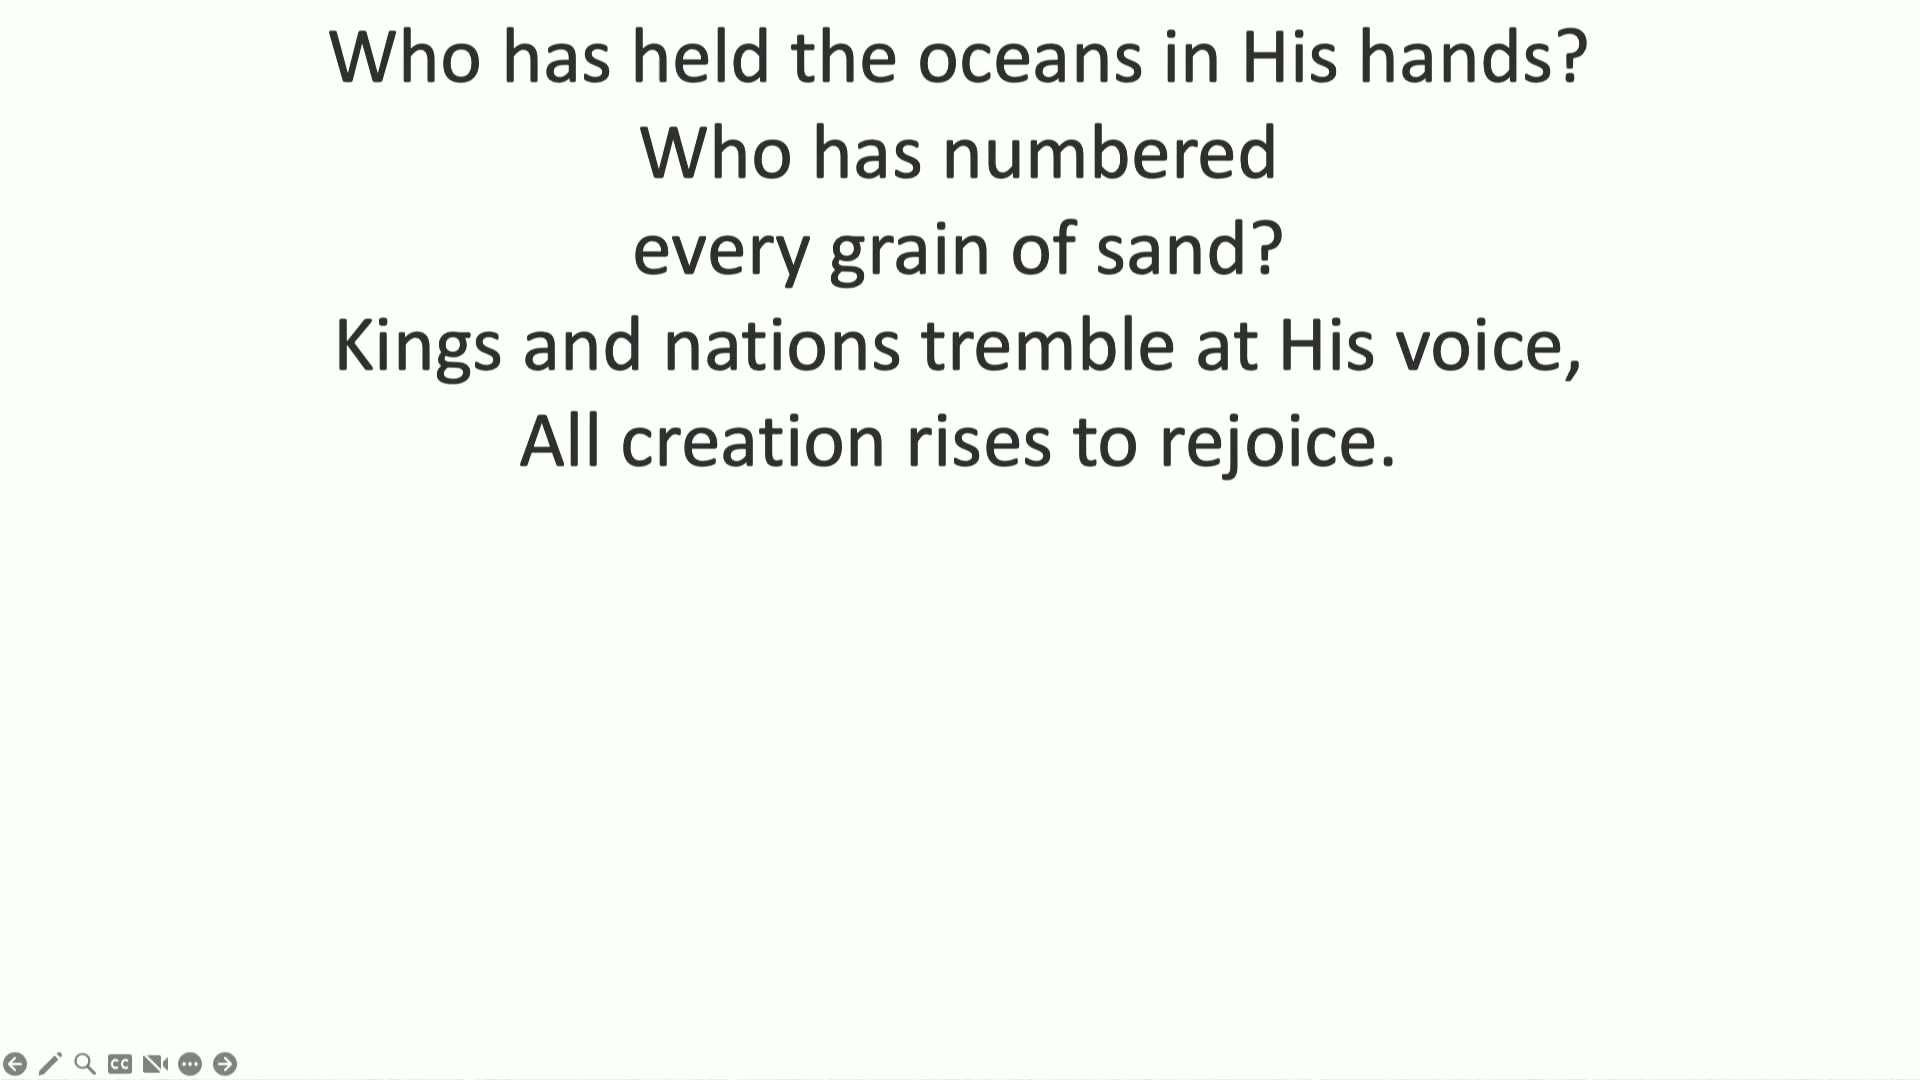 Who has held the oceans in His hands?
Who has numbered
every grain of sand?
Kings and nations tremble at His voice,
All creation rises to rejoice.
CC